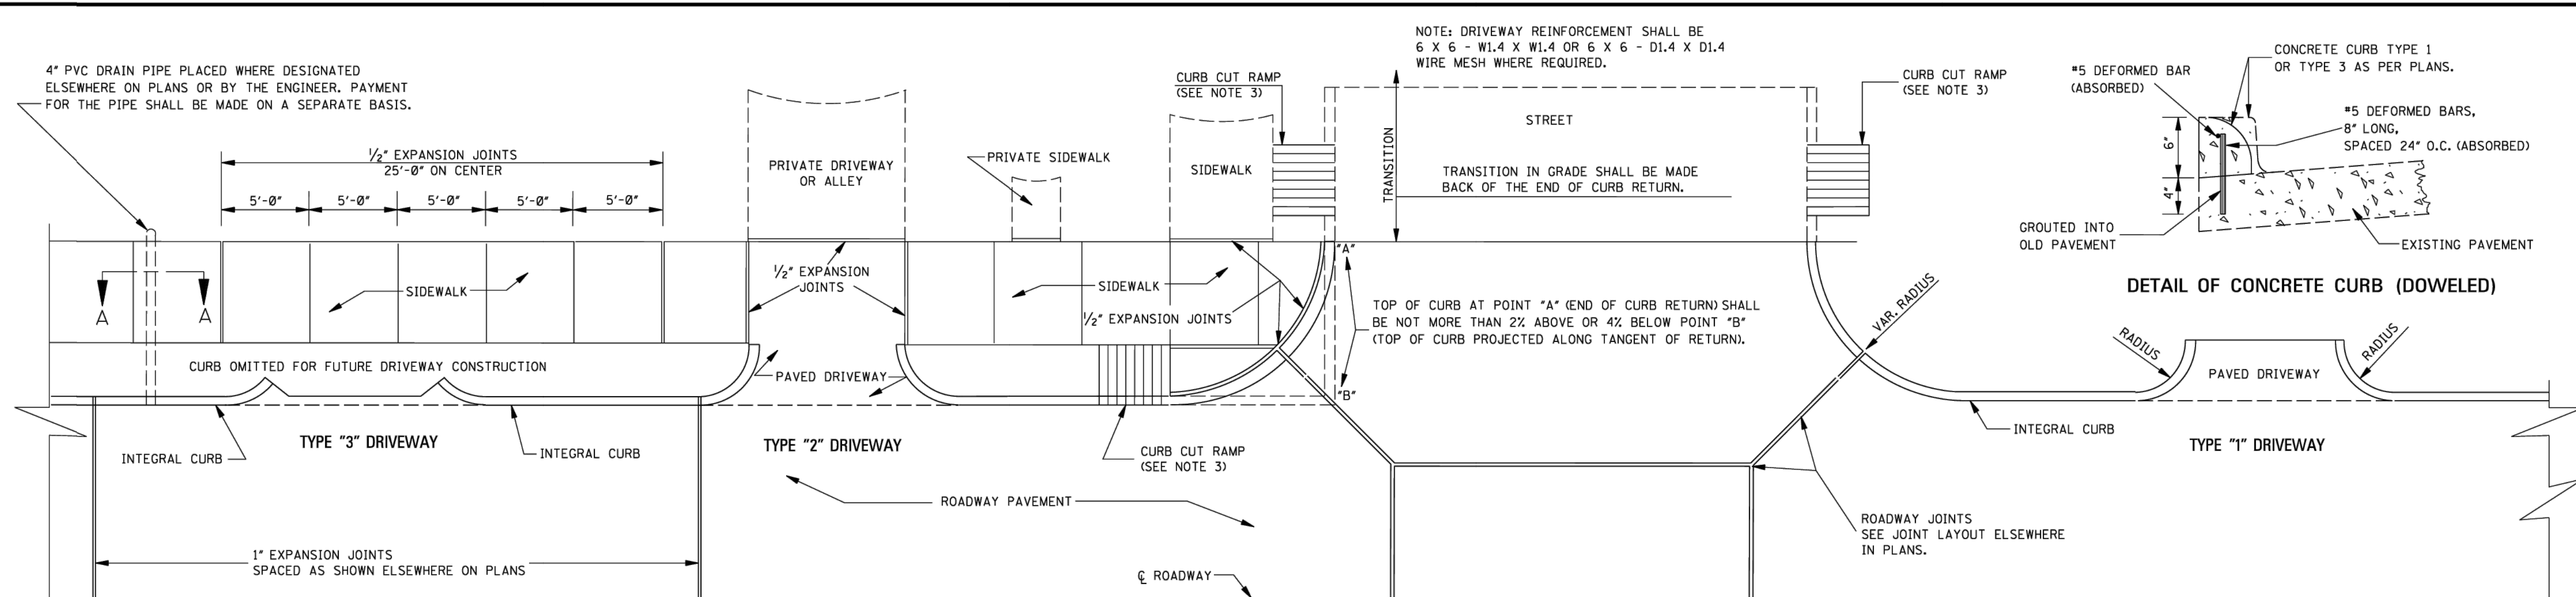 4" PVC DRAIN PIPE PLACED WHERE DESIGNATED
ELSEWHERE ON PLANS OR BY THE ENGINEER. PAYMENT
FOR THE PIPE SHALL BE MADE ON A SEPARATE BASIS.
1/2" EXPANSION JOINTS
25'-0" ON CENTER
5'-0"
5'-0"
5'-0"
5'-0"
5'-0"
A
A
SIDEWALK
CURB OMITTED FOR FUTURE DRIVEWAY CONSTRUCTION
INTEGRAL CURB
TYPE "3" DRIVEWAY
INTEGRAL CURB
1" EXPANSION JOINTS
SPACED AS SHOWN ELSEWHERE ON PLANS
PRIVATE DRIVEWAY
OR ALLEY
1/2" EXPANSION
JOINTS
PAVED DRIVEWAY
TYPE "2" DRIVEWAY
PRIVATE SIDEWALK
SIDEWALK
SIDEWALK
1/2" EXPANSION JOINTS
CURB CUT RAMP
(SEE NOTE 3)
CURB CUT RAMP
(SEE NOTE 3)
ROADWAY PAVEMENT
℄ ROADWAY
NOTE: DRIVEWAY REINFORCEMENT SHALL BE
6 X 6 - W1.4 X W1.4 OR 6 X 6 - D1.4 X D1.4
WIRE MESH WHERE REQUIRED.
TRANSITION
STREET
TRANSITION IN GRADE SHALL BE MADE
BACK OF THE END OF CURB RETURN.
"A"
"B"
TOP OF CURB AT POINT "A" (END OF CURB RETURN) SHALL
BE NOT MORE THAN 2% ABOVE OR 4% BELOW POINT "B"
(TOP OF CURB PROJECTED ALONG TANGENT OF RETURN).
CURB CUT RAMP
(SEE NOTE 3)
VAR. RADIUS
INTEGRAL CURB
ROADWAY JOINTS
SEE JOINT LAYOUT ELSEWHERE
IN PLANS.
CONCRETE CURB TYPE 1
OR TYPE 3 AS PER PLANS.
#5 DEFORMED BAR
(ABSORBED)
#5 DEFORMED BARS,
8" LONG,
SPACED 24" O.C. (ABSORBED)
6"
4"
GROUTED INTO
OLD PAVEMENT
EXISTING PAVEMENT
DETAIL OF CONCRETE CURB (DOWELED)
RADIUS
RADIUS
PAVED DRIVEWAY
TYPE "1" DRIVEWAY